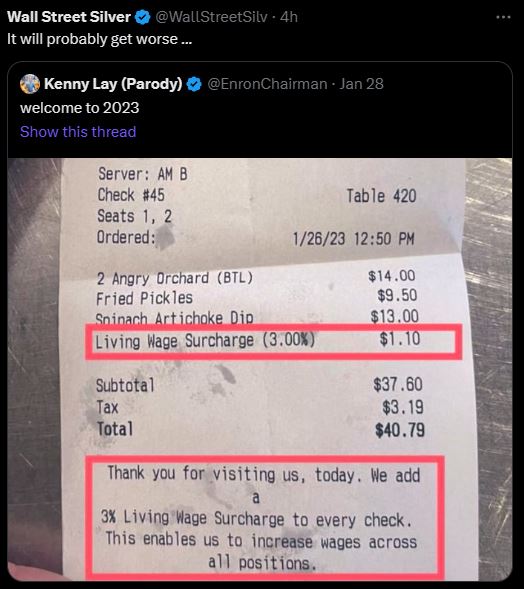 Wall Street Silver @WallStreetSilv · 4h
It will probably get worse ...
Kenny Lay (Parody) @EnronChairman · Jan 28
welcome to 2023
Show this thread
Server: AM B
Check #45 Table 420
Seats 1, 2
Ordered: 1/26/23 12:50 PM
2 Angry Orchard (BTL) $14.00
Fried Pickles $9.50
Spinach Artichoke Dip $13.00
Living Wage Surcharge (3.00%) $1.10
Subtotal $37.60
Tax $3.19
Total $40.79
Thank you for visiting us, today. We add
a
3% Living Wage Surcharge to every check.
This enables us to increase wages across
all positions.